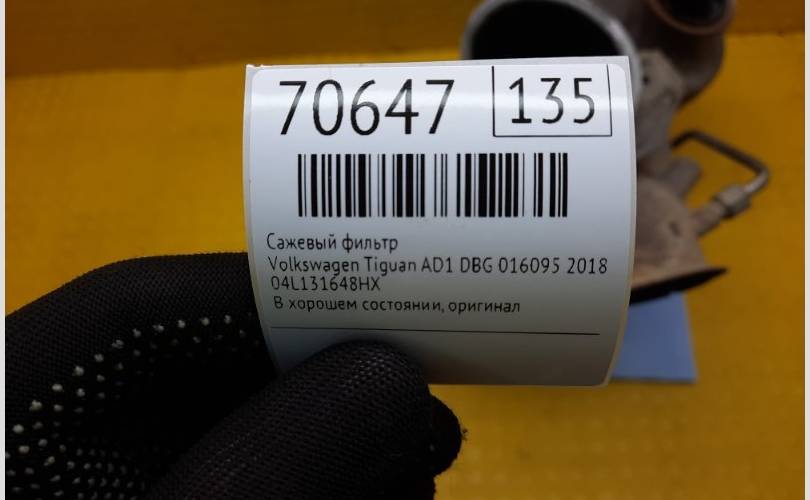 70647 135
Сажевый фильтр
Volkswagen Tiguan AD1 DBG 016095 2018
04L131648HX
В хорошем состоянии, оригинал